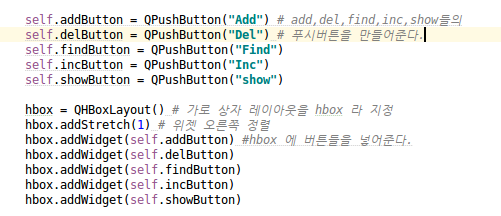 self.addButton = QPushButton("Add") # add,del,find,inc,show들의
self.delButton = QPushButton("Del") # 푸시버튼을 만들어준다.
self.findButton = QPushButton("Find")
self.incButton = QPushButton("Inc")
self.showButton = QPushButton("show")
hbox = QHBoxLayout() # 가로 상자 레이아웃을 hbox 라 지정
hbox.addStretch(1) # 위젯 오른쪽 정렬
hbox.addWidget(self.addButton) #hbox 에 버튼들을 넣어준다.
hbox.addWidget(self.delButton)
hbox.addWidget(self.findButton)
hbox.addWidget(self.incButton)
hbox.addWidget(self.showButton)